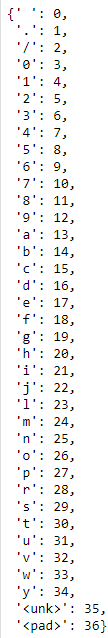 {' ': 0,
'.': 1,
'/': 2,
'0': 3,
'1': 4,
'2': 5,
'3': 6,
'4': 7,
'5': 8,
'6': 9,
'7': 10,
'8': 11,
'9': 12,
'a': 13,
'b': 14,
'c': 15,
'd': 16,
'e': 17,
'f': 18,
'g': 19,
'h': 20,
'i': 21,
'j': 22,
'l': 23,
'm': 24,
'n': 25,
'o': 26,
'p': 27,
'r': 28,
's': 29,
't': 30,
'u': 31,
'v': 32,
'w': 33,
'y': 34,
'<unk>': 35,
'<pad>': 36}